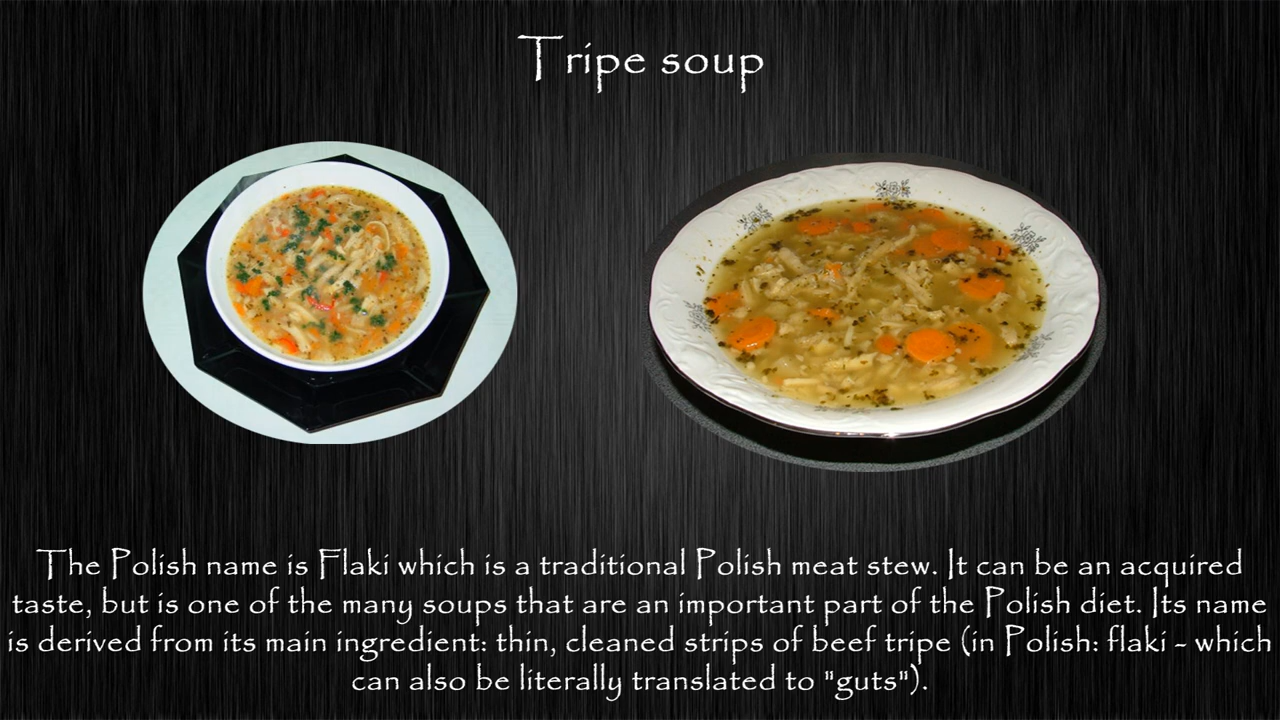 Tripe soup
The Polish name is Flaki which is a traditional Polish meat stew. It can be an acquired
taste, but is one of the many soups that are an important part of the Polish diet. Its name
is derived from its main ingredient: thin, cleaned strips of beef tripe (in Polish: flaki - which
can also be literally translated to "guts").